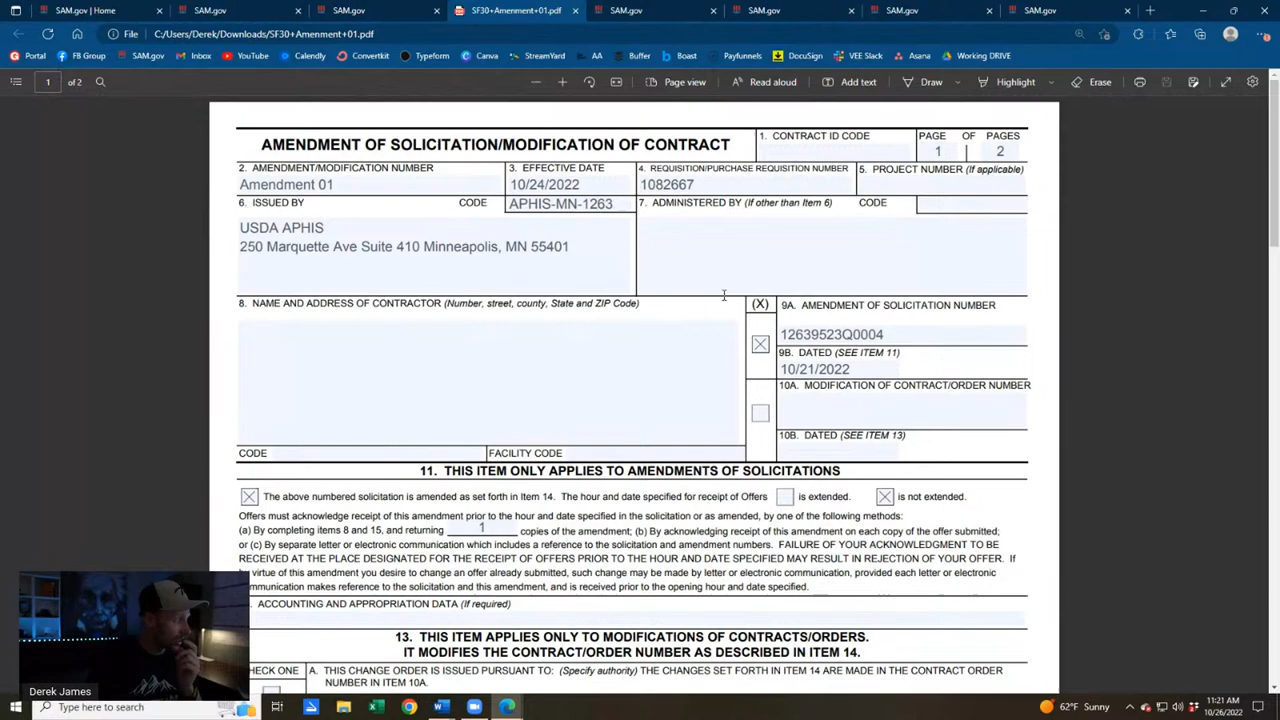 SAM.gov | Home
SAM.gov
SAM.gov
SF30+Amenment+01.pdf
SAM.gov
SAM.gov
SAM.gov
SAM.gov
File
C:/Users/Derek/Downloads/SF30+Amenment+01.pdf
Portal
FB Group
SAM.gov
Inbox
YouTube
Calendly
Convertkit
Typeform
Canva
StreamYard
AA
Buffer
Boast
Payfunnels
DocuSign
VEE Slack
Asana
Working DRIVE
1 of 2
Page view
Read aloud
Add text
Draw
Highlight
Erase
AMENDMENT OF SOLICITATION/MODIFICATION OF CONTRACT
1. CONTRACT ID CODE
PAGE OF PAGES
1 2
2. AMENDMENT/MODIFICATION NUMBER
Amendment 01
3. EFFECTIVE DATE
10/24/2022
4. REQUISITION/PURCHASE REQUISITION NUMBER
1082667
5. PROJECT NUMBER (If applicable)
6. ISSUED BY
CODE
APHIS-MN-1263
7. ADMINISTERED BY (If other than Item 6)
CODE
USDA APHIS
250 Marquette Ave Suite 410 Minneapolis, MN 55401
8. NAME AND ADDRESS OF CONTRACTOR (Number, street, county, State and ZIP Code)
(X)
9A. AMENDMENT OF SOLICITATION NUMBER
12639523Q0004
9B. DATED (SEE ITEM 11)
10/21/2022
10A. MODIFICATION OF CONTRACT/ORDER NUMBER
10B. DATED (SEE ITEM 13)
CODE
FACILITY CODE
11. THIS ITEM ONLY APPLIES TO AMENDMENTS OF SOLICITATIONS
The above numbered solicitation is amended as set forth in Item 14. The hour and date specified for receipt of Offers is extended. is not extended.
Offers must acknowledge receipt of this amendment prior to the hour and date specified in the solicitation or as amended, by one of the following methods:
(a) By completing items 8 and 15, and returning 1 copies of the amendment; (b) By acknowledging receipt of this amendment on each copy of the offer submitted;
or (c) By separate letter or electronic communication which includes a reference to the solicitation and amendment numbers. FAILURE OF YOUR ACKNOWLEDGMENT TO BE
RECEIVED AT THE PLACE DESIGNATED FOR THE RECEIPT OF OFFERS PRIOR TO THE HOUR AND DATE SPECIFIED MAY RESULT IN REJECTION OF YOUR OFFER. If
by virtue of this amendment you desire to change an offer already submitted, such change may be made by letter or electronic communication, provided each letter or electronic
mmunication makes reference to the solicitation and this amendment, and is received prior to the opening hour and date specified.
ACCOUNTING AND APPROPRIATION DATA (If required)
13. THIS ITEM APPLIES ONLY TO MODIFICATIONS OF CONTRACTS/ORDERS.
IT MODIFIES THE CONTRACT/ORDER NUMBER AS DESCRIBED IN ITEM 14.
HECK ONE
A. THIS CHANGE ORDER IS ISSUED PURSUANT TO: (Specify authority) THE CHANGES SET FORTH IN ITEM 14 ARE MADE IN THE CONTRACT ORDER
NUMBER IN ITEM 10A.
Derek James
Type here to search
62°F Sunny
11:21 AM
10/26/2022